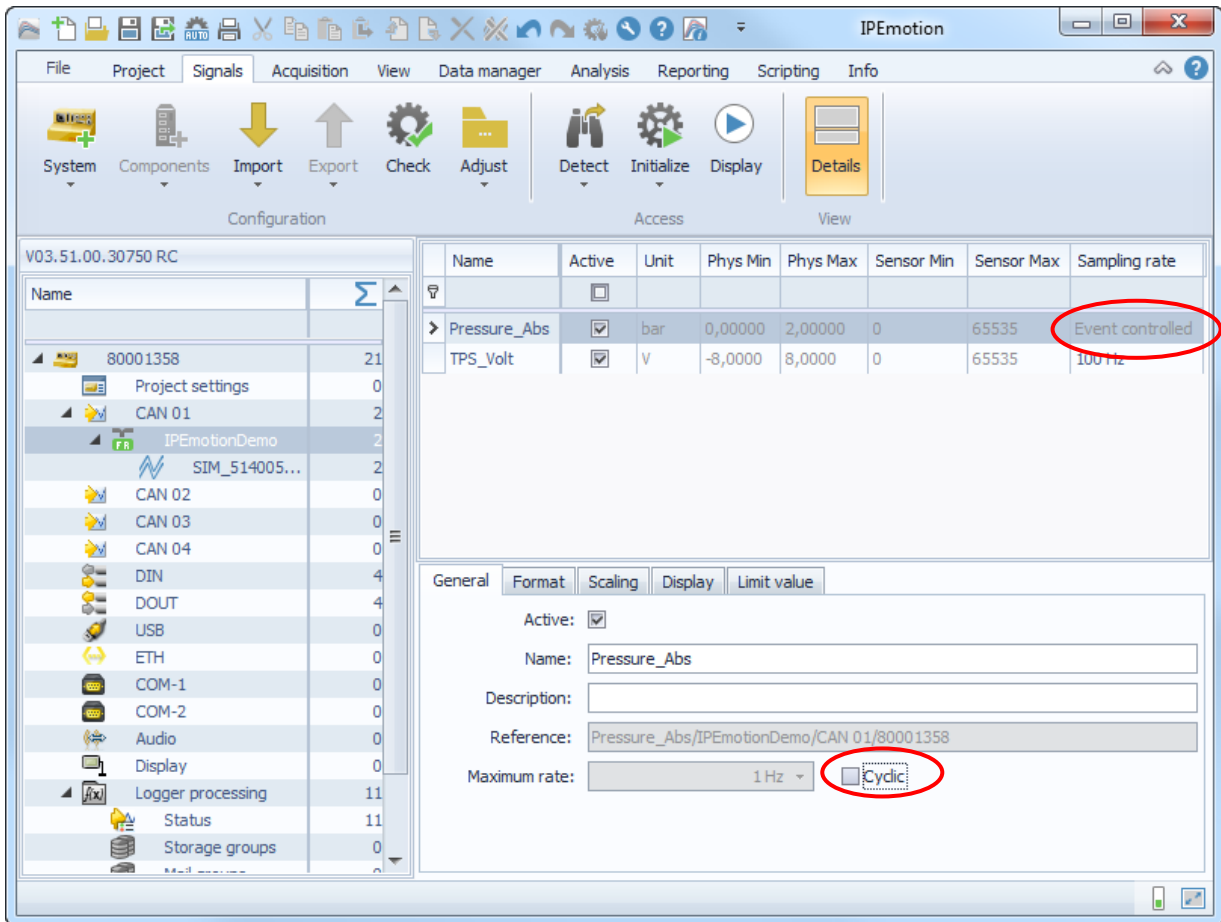 AUTO
IPEmotion
File Project Signals Acquisition View Data manager Analysis Reporting Scripting Info
System Components Import Export Check Adjust Detect Initialize Display Details
Configuration Access View
V03.51.00.30750 RC
Name Σ
80001358 21
Project settings 0
CAN 01 2
FR IPEmotionDemo 2
SIM_514005... 2
CAN 02 0
CAN 03 0
CAN 04 0
DIN 4
DOUT 4
USB 0
ETH 0
COM-1 0
COM-2 0
Audio 0
Display 0
f(x) Logger processing 11
Status 11
Storage groups 0
Name Active Unit Phys Min Phys Max Sensor Min Sensor Max Sampling rate
Pressure_Abs bar 0,00000 2,00000 0 65535 Event controlled
TPS_Volt V -8,0000 8,0000 0 65535 100 Hz
General Format Scaling Display Limit value
Active:
Name: Pressure_Abs
Description:
Reference: Pressure_Abs/IPEmotionDemo/CAN 01/80001358
Maximum rate: 1 Hz Cyclic